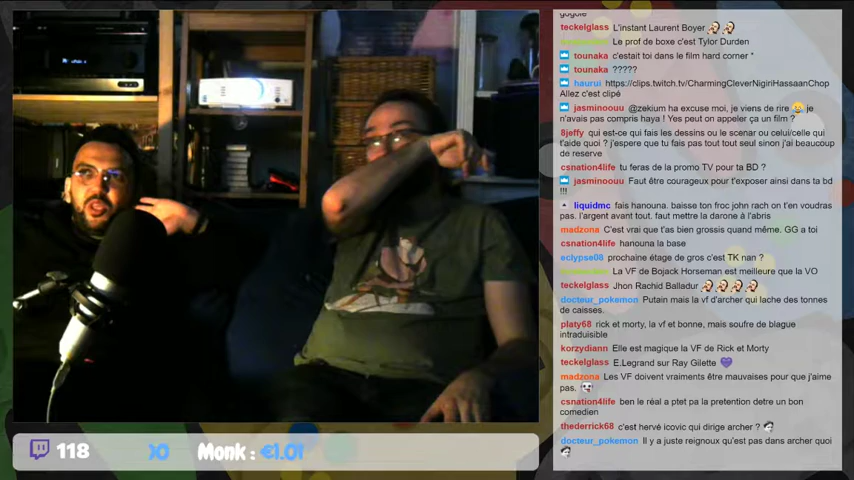 gogole
teckelglass L'instant Laurent Boyer
Le prof de boxe c'est Tylor Durden
tounaka c'etait toi dans le film hard corner *
tounaka ?????
haurui https://clips.twitch.tv/CharmingCleverNigiriHassaanChop
Allez c'est clipé
jasminoouu @zekium ha excuse moi, je viens de rire je
n'avais pas compris haya ! Yes peut on appeler ça un film ?
8jeffy qui est-ce qui fais les dessins ou le scenar ou celui/celle qui
t'aide quoi ? j'espere que tu fais pas tout tout seul sinon j'ai beaucoup
de reserve
csnation4life tu feras de la promo TV pour ta BD ?
jasminoouu Faut être courageux pour t'exposer ainsi dans ta bd
!!!
liquidmc fais hanouna. baisse ton froc john rach on t'en voudras
pas. l'argent avant tout. faut mettre la darone à l'abris
madzona C'est vrai que t'as bien grossis quand même. GG a toi
csnation4life hanouna la base
eclypse08 prochaine étage de gros c'est TK nan ?
La VF de Bojack Horseman est meilleure que la VO
teckelglass Jhon Rachid Balladur
docteur_pokemon Putain mais la vf d'archer qui lache des tonnes
de caisses.
platy68 rick et morty, la vf et bonne, mais soufre de blague
intraduisible
korzydiann Elle est magique la VF de Rick et Morty
teckelglass E.Legrand sur Ray Gilette
madzona Les VF doivent vraiments être mauvaises pour que j'aime
pas.
csnation4life ben le réal a ptet pa la pretention detre un bon
comedien
thederrick68 c'est hervé icovic qui dirige archer ?
docteur_pokemon Il y a juste reignoux qu'est pas dans archer quoi
118 X0 Monk : €1.01